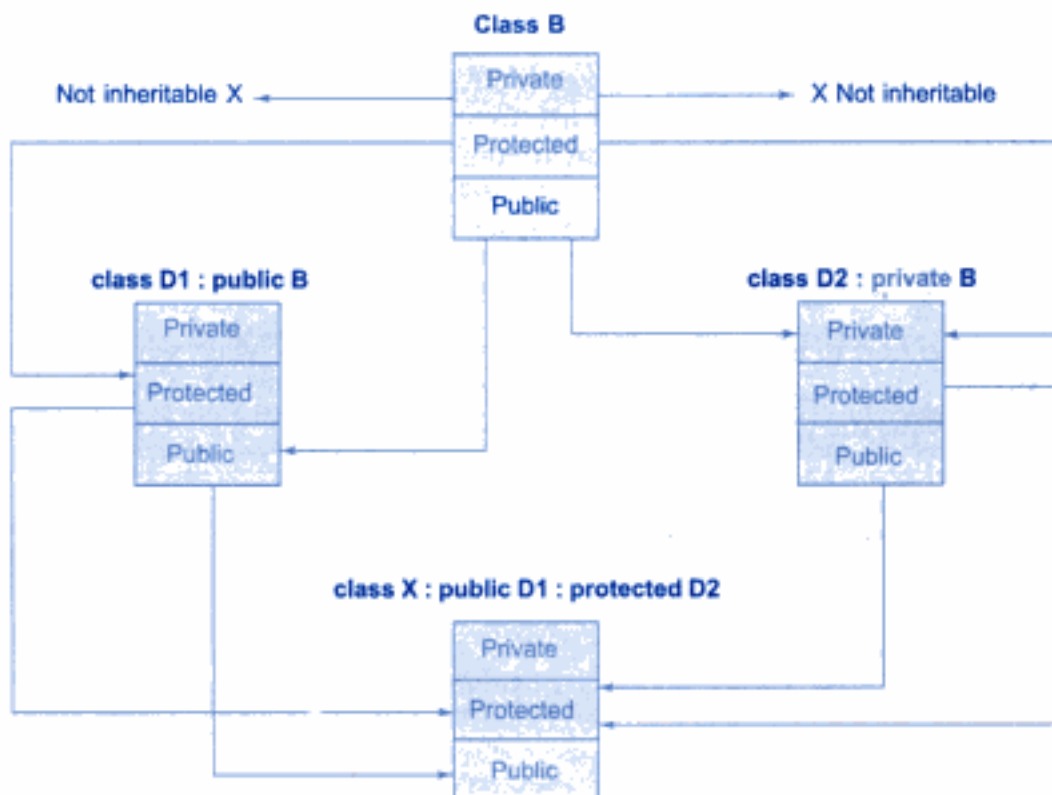 Class B
Private
Not inheritable X
X Not inheritable
Protected
Public
class D1 : public B
class D2 : private B
Private
Protected
Public
Private
Protected
Public
class X : public D1 : protected D2
Private
Protected
Public